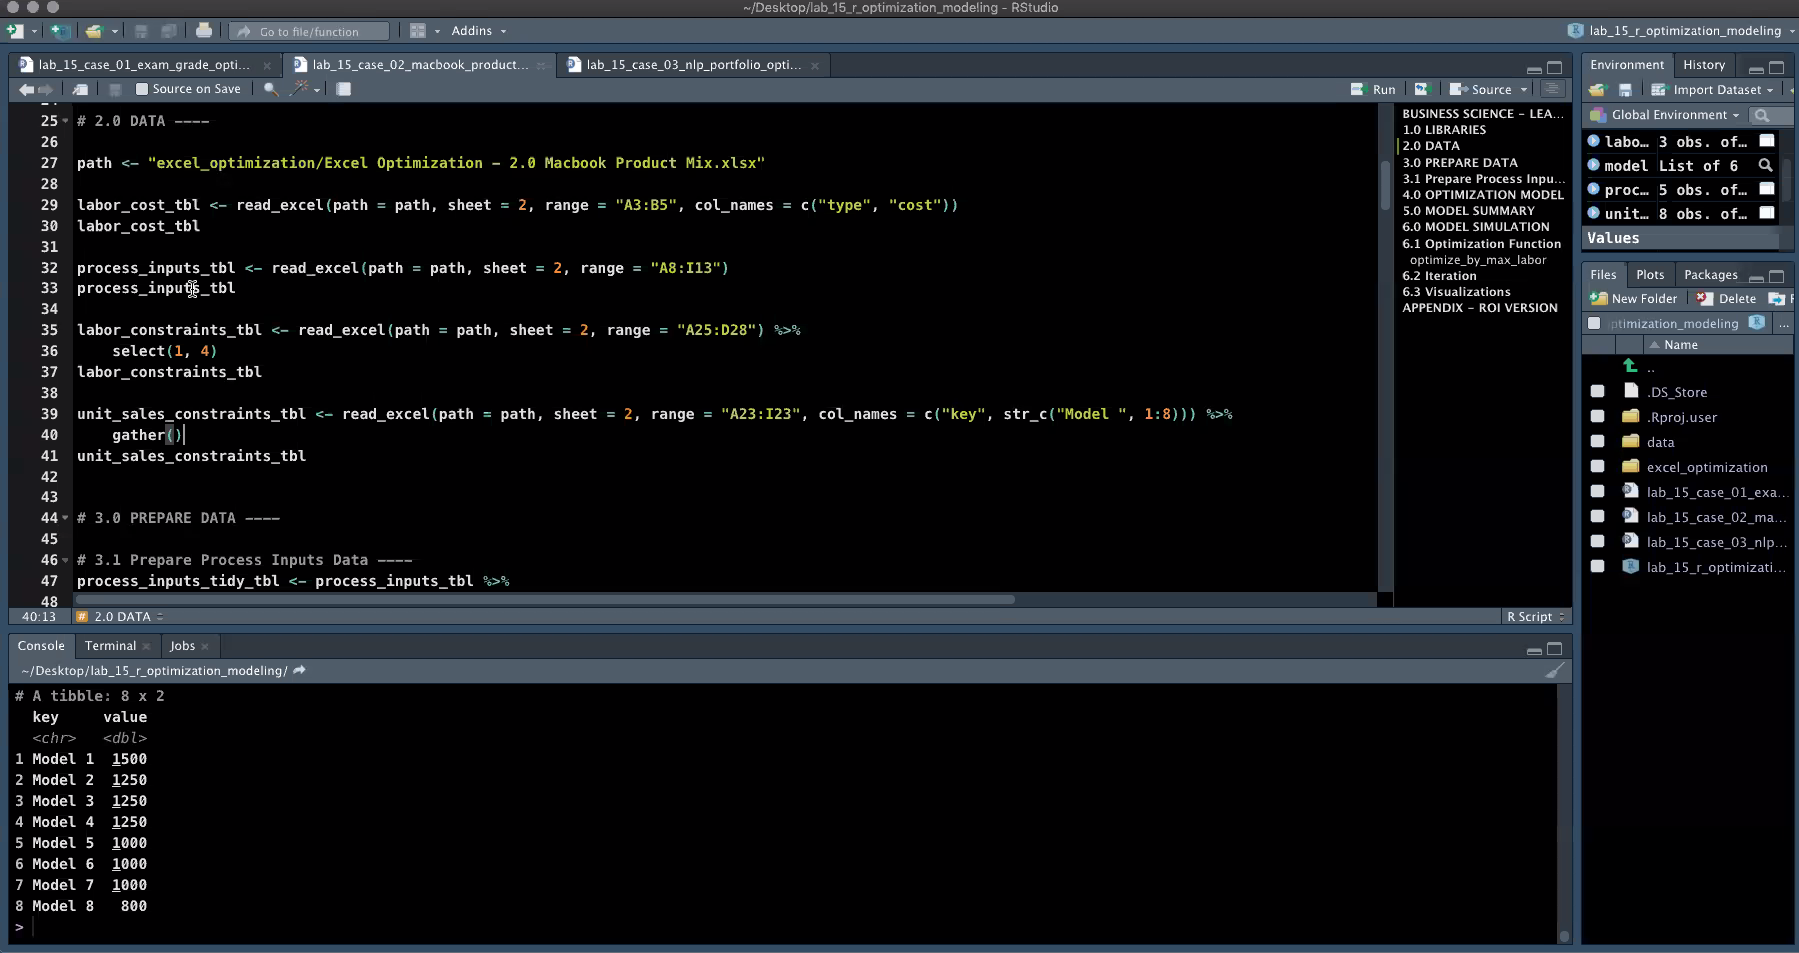 ~/Desktop/lab_15_r_optimization_modeling - RStudio
Go to file/function
Addins
lab_15_r_optimization_modeling
lab_15_case_01_exam_grade_opti...
lab_15_case_02_macbook_product...
lab_15_case_03_nlp_portfolio_opti...
Source on Save
Run
Source
25 # 2.0 DATA ----
26
27 path <- "excel_optimization/Excel Optimization - 2.0 Macbook Product Mix.xlsx"
28
29 labor_cost_tbl <- read_excel(path = path, sheet = 2, range = "A3:B5", col_names = c("type", "cost"))
30 labor_cost_tbl
31
32 process_inputs_tbl <- read_excel(path = path, sheet = 2, range = "A8:I13")
33 process_inputs_tbl
34
35 labor_constraints_tbl <- read_excel(path = path, sheet = 2, range = "A25:D28") %>%
36 select(1, 4)
37 labor_constraints_tbl
38
39 unit_sales_constraints_tbl <- read_excel(path = path, sheet = 2, range = "A23:I23", col_names = c("key", str_c("Model ", 1:8))) %>%
40 gather()
41 unit_sales_constraints_tbl
42
43
44 # 3.0 PREPARE DATA ----
45
46 # 3.1 Prepare Process Inputs Data ----
47 process_inputs_tidy_tbl <- process_inputs_tbl %>%
48
40:13
# 2.0 DATA
R Script
BUSINESS SCIENCE - LEA...
1.0 LIBRARIES
2.0 DATA
3.0 PREPARE DATA
3.1 Prepare Process Inpu...
4.0 OPTIMIZATION MODEL
5.0 MODEL SUMMARY
6.0 MODEL SIMULATION
6.1 Optimization Function
optimize_by_max_labor
6.2 Iteration
6.3 Visualizations
APPENDIX - ROI VERSION
Console
Terminal
Jobs
~/Desktop/lab_15_r_optimization_modeling/
# A tibble: 8 x 2
key value
<chr> <dbl>
1 Model 1 1500
2 Model 2 1250
3 Model 3 1250
4 Model 4 1250
5 Model 5 1000
6 Model 6 1000
7 Model 7 1000
8 Model 8 800
>
Environment
History
Import Dataset
Global Environment
labo... 3 obs. of...
model List of 6
proc... 5 obs. of...
unit... 8 obs. of...
Values
Files
Plots
Packages
New Folder
Delete
ptimization_modeling
...
Name
..
.DS_Store
.Rproj.user
data
excel_optimization
lab_15_case_01_exa...
lab_15_case_02_ma...
lab_15_case_03_nlp...
lab_15_r_optimizati...